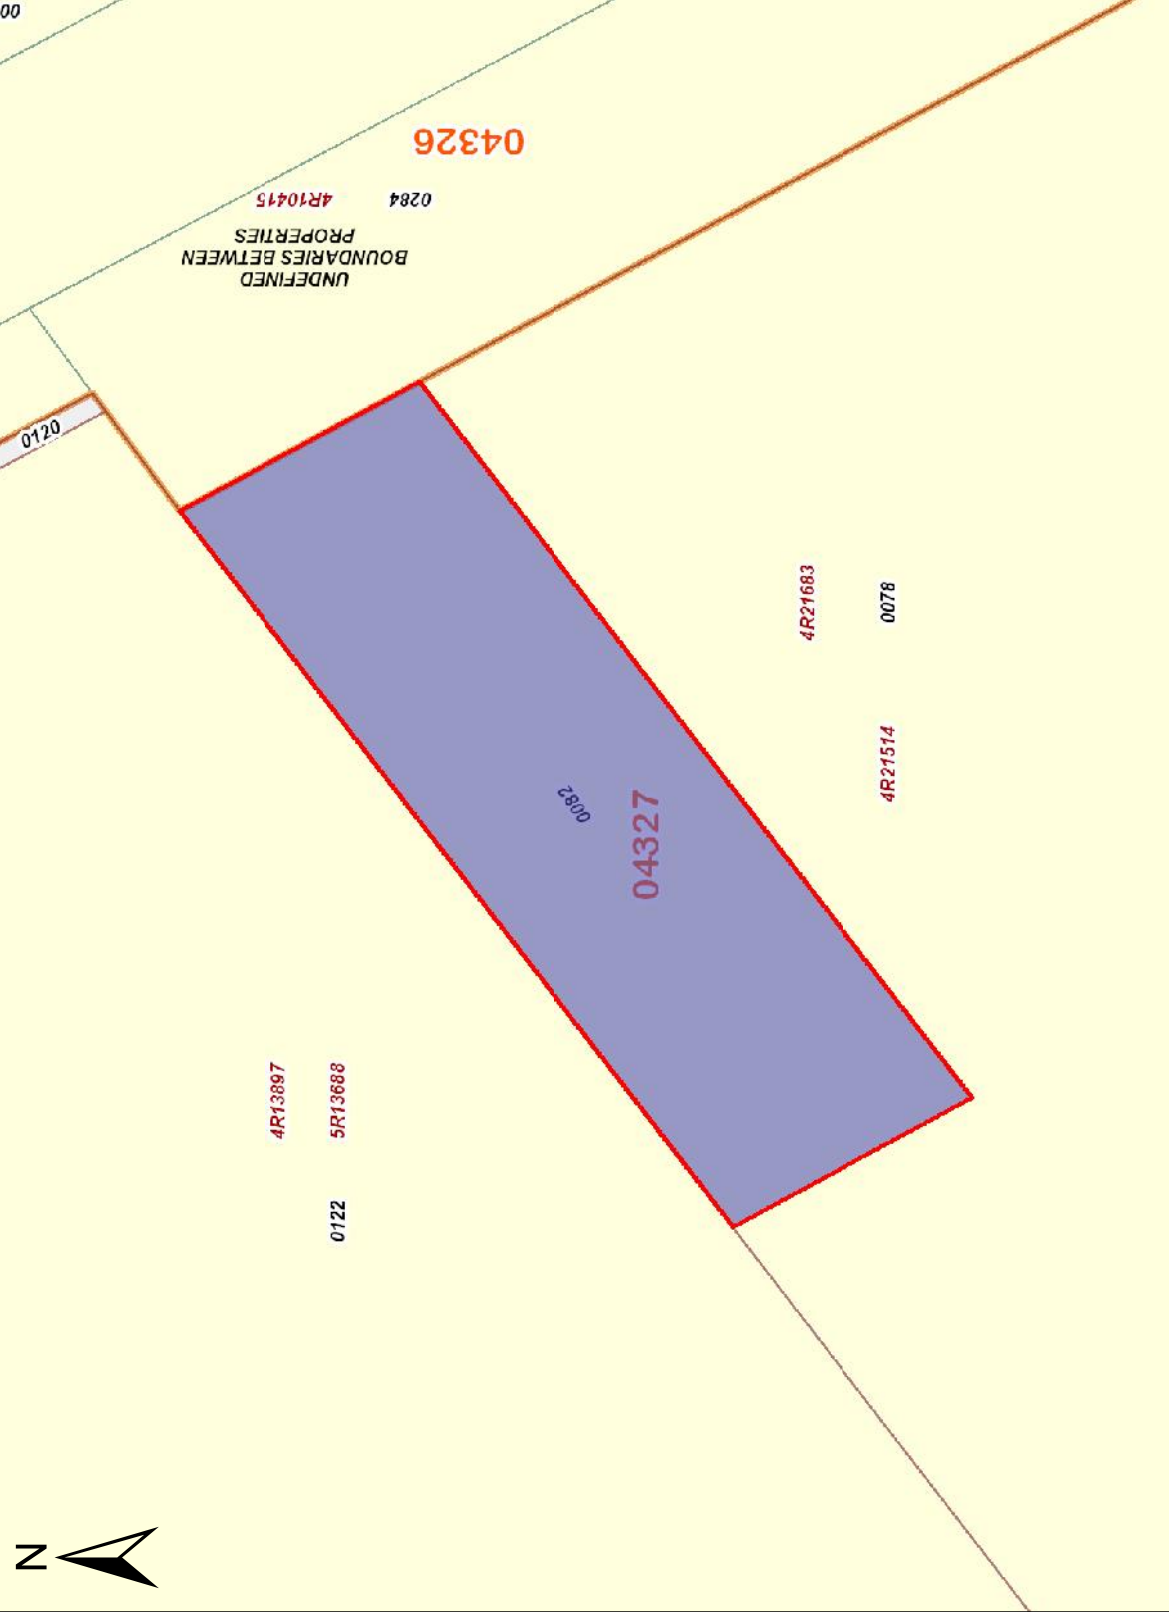 00
04326
4R10415
0284
UNDEFINED
BOUNDARIES BETWEEN
PROPERTIES
0120
4R21683
0078
4R21514
0082
04327
4R13897
5R13688
0122
N